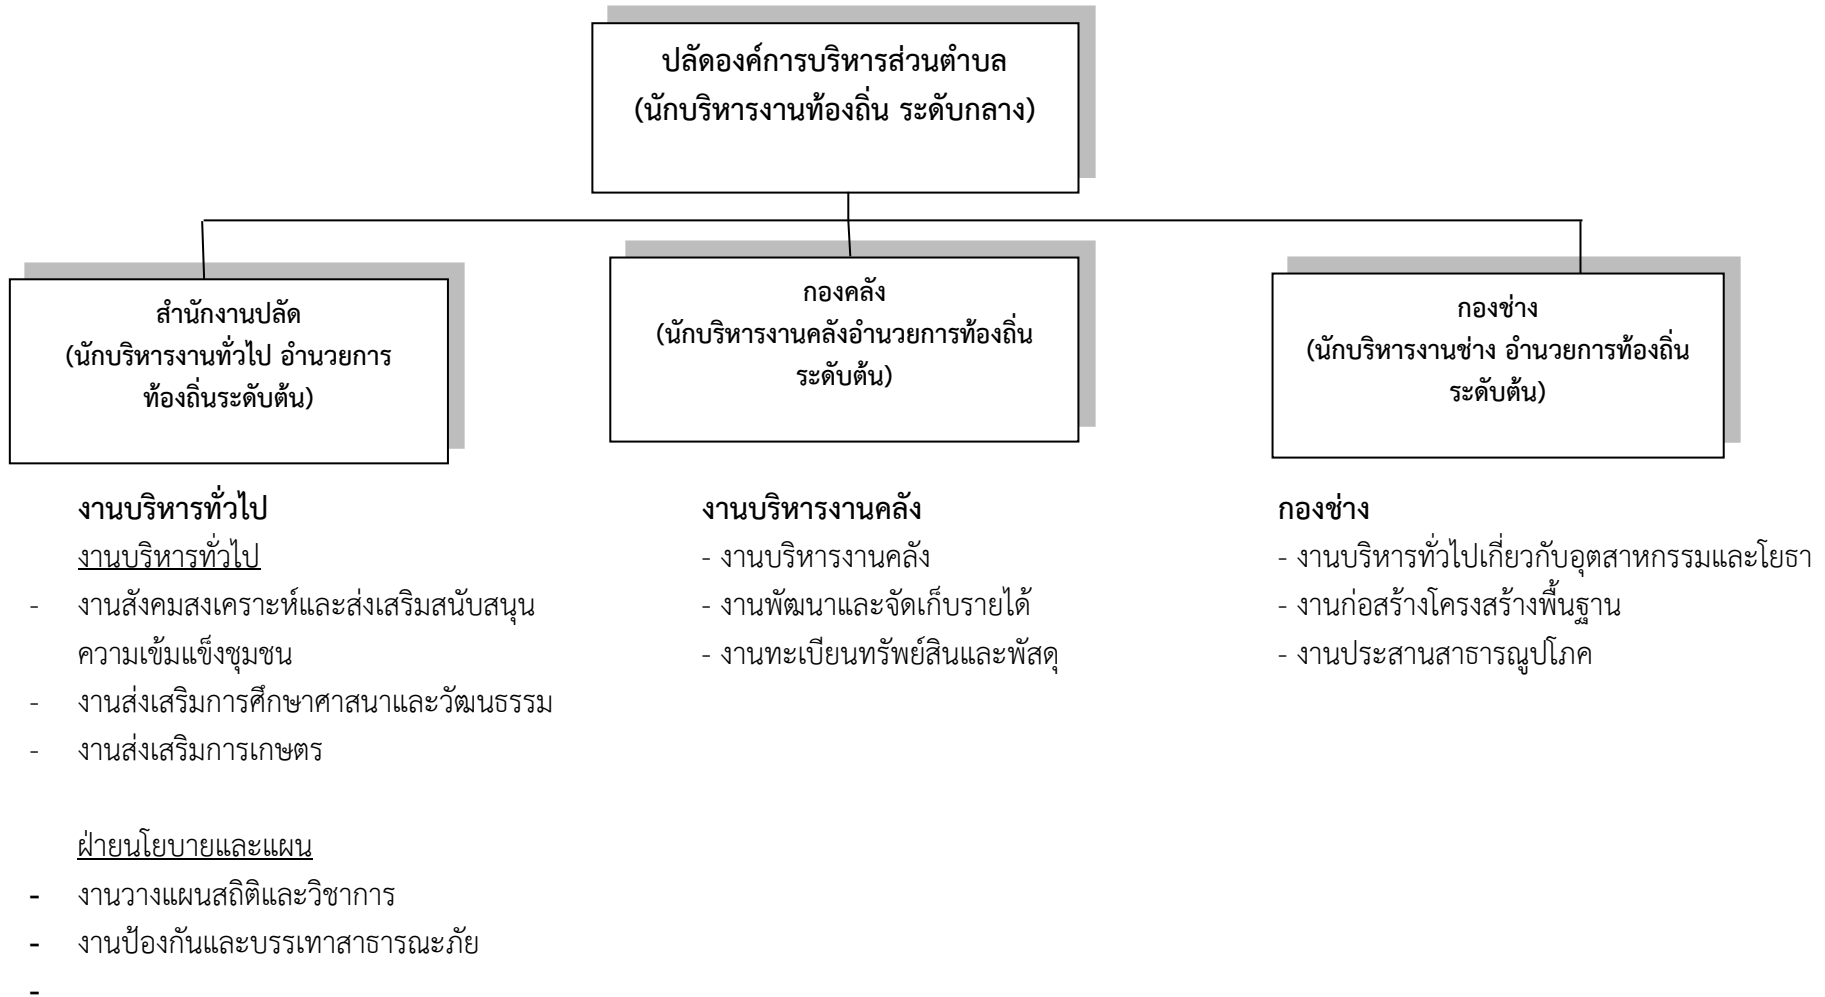 ปลัดองค์การบริหารส่วนตำบล
(นักบริหารงานท้องถิ่น ระดับกลาง)
สำนักงานปลัด
(นักบริหารงานทั่วไป อำนวยการ
ท้องถิ่นระดับต้น)
กองคลัง
(นักบริหารงานคลังอำนวยการท้องถิ่น
ระดับต้น)
กองช่าง
(นักบริหารงานช่าง อำนวยการท้องถิ่น
ระดับต้น)
งานบริหารทั่วไป
งานบริหารทั่วไป
- งานสังคมสงเคราะห์และส่งเสริมสนับสนุน
ความเข้มแข็งชุมชน
- งานส่งเสริมการศึกษาศาสนาและวัฒนธรรม
- งานส่งเสริมการเกษตร
ฝ่ายนโยบายและแผน
- งานวางแผนสถิติและวิชาการ
- งานป้องกันและบรรเทาสาธารณะภัย
-
งานบริหารงานคลัง
- งานบริหารงานคลัง
- งานพัฒนาและจัดเก็บรายได้
- งานทะเบียนทรัพย์สินและพัสดุ
กองช่าง
- งานบริหารทั่วไปเกี่ยวกับอุตสาหกรรมและโยธา
- งานก่อสร้างโครงสร้างพื้นฐาน
- งานประสานสาธารณูปโภค